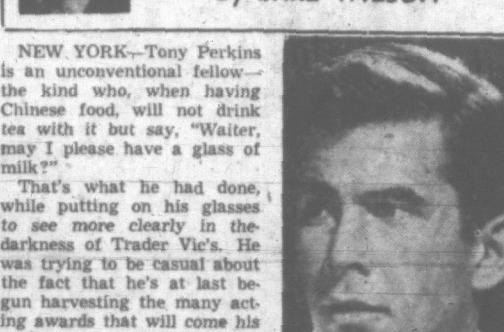 NEW YORK—Tony Perkins
is an unconventional fellow—
the kind who, when having
Chinese food, will not drink
tea with it but say, "Waiter,
may I please have a glass of
milk?"
That's what he had done,
while putting on his glasses
to see more clearly in the
darkness of Trader Vic's. He
was trying to be casual about
the fact that he's at last be-
gun harvesting the many act-
ing awards that will come his